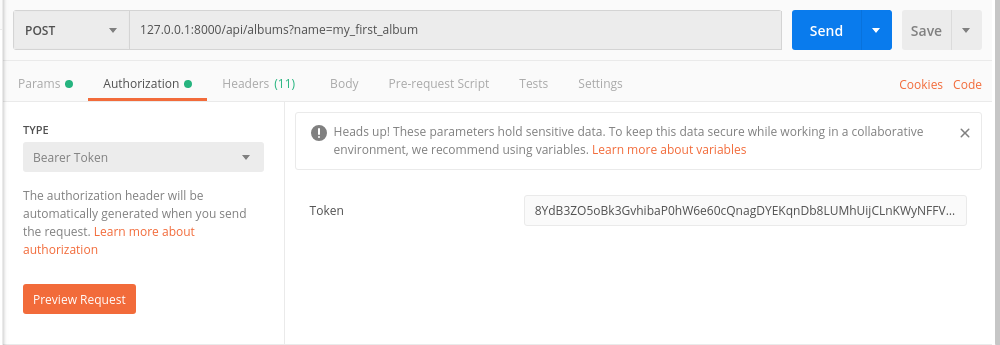 POST 127.0.0.1:8000/api/albums?name=my_first_album Send Save
Params Authorization Headers (11) Body Pre-request Script Tests Settings Cookies Code
TYPE
Bearer Token
The authorization header will be
automatically generated when you send
the request. Learn more about
authorization
Preview Request
Heads up! These parameters hold sensitive data. To keep this data secure while working in a collaborative
environment, we recommend using variables. Learn more about variables
Token 8YdB3ZO5oBk3GvhibaP0hW6e60cQnagDYEKqnDb8LUMhUijCLnKWyNFFV...